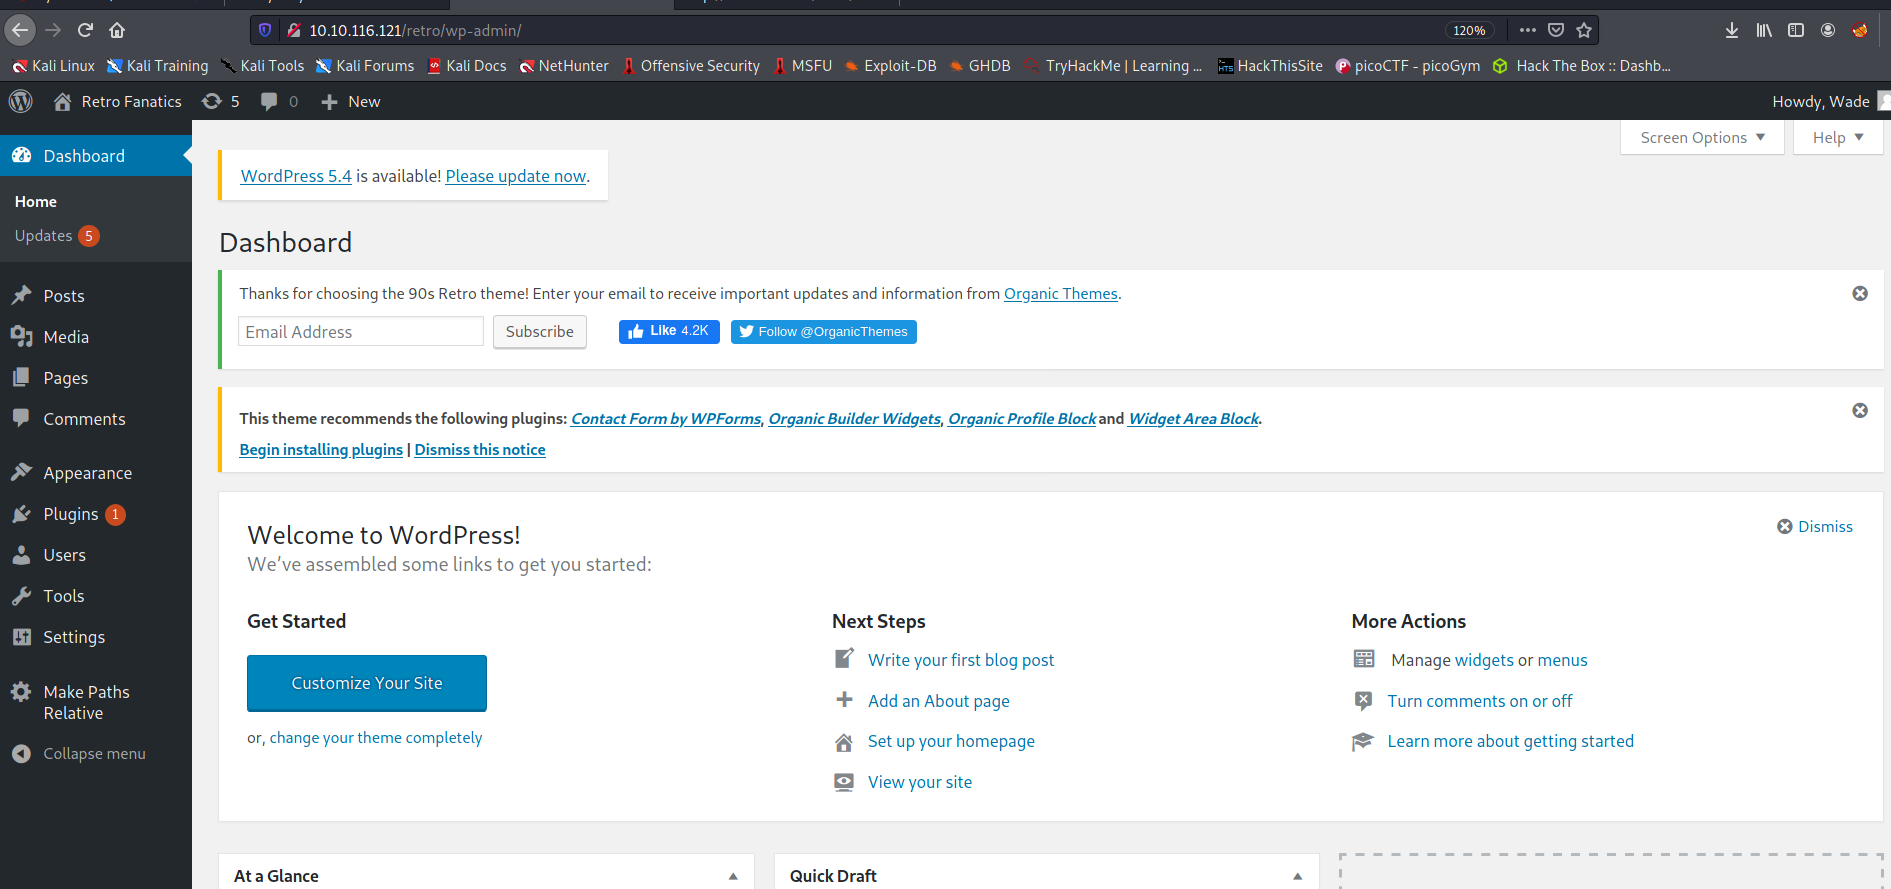 10.10.116.121/retro/wp-admin/
120%
Kali Linux Kali Training Kali Tools Kali Forums Kali Docs NetHunter Offensive Security MSFU Exploit-DB GHDB TryHackMe | Learning ... HackThisSite picoCTF - picoGym Hack The Box :: Dashb...
Retro Fanatics 5 0 New
Howdy, Wade
Dashboard
Home
Updates 5
Posts
Media
Pages
Comments
Appearance
Plugins 1
Users
Tools
Settings
Make Paths
Relative
Collapse menu
Screen Options
Help
WordPress 5.4 is available! Please update now.
Dashboard
Thanks for choosing the 90s Retro theme! Enter your email to receive important updates and information from Organic Themes.
Email Address
Subscribe
Like 4.2K
Follow @OrganicThemes
This theme recommends the following plugins: Contact Form by WPForms, Organic Builder Widgets, Organic Profile Block and Widget Area Block.
Begin installing plugins | Dismiss this notice
Welcome to WordPress!
Dismiss
We've assembled some links to get you started:
Get Started
Customize Your Site
or, change your theme completely
Next Steps
Write your first blog post
Add an About page
Set up your homepage
View your site
More Actions
Manage widgets or menus
Turn comments on or off
Learn more about getting started
At a Glance
Quick Draft